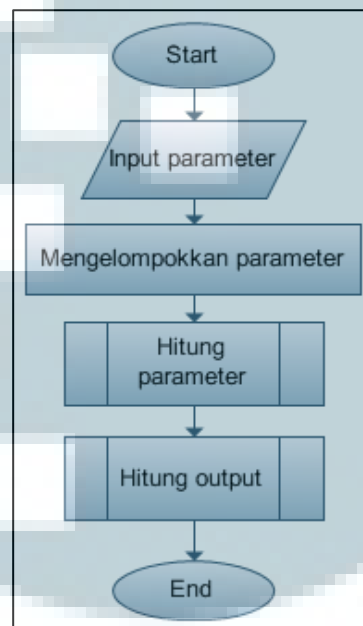 Start
Input parameter
Mengelompokkan parameter
Hitung
parameter
Hitung output
End